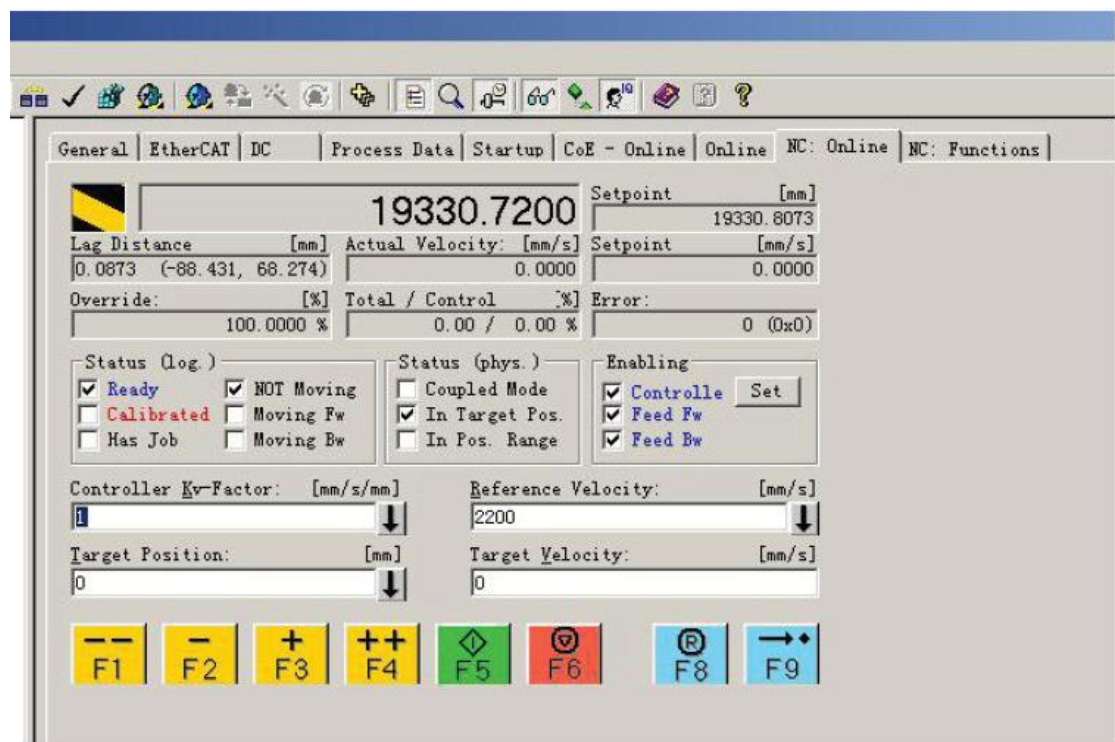 General EtherCAT DC Process Data Startup CoE - Online Online NC: Online NC: Functions
19330.7200
Setpoint [mm]
19330.8073
Lag Distance [mm] Actual Velocity: [mm/s] Setpoint [mm/s]
0.0873 (-88.431, 68.274) 0.0000 0.0000
Override: [%] Total / Control [%] Error:
100.0000 % 0.00 / 0.00 % 0 (0x0)
Status (log.) Status (phys.) Enabling
Ready NOT Moving Coupled Mode Controlle Set
Calibrated Moving Fw In Target Pos. Feed Fw
Has Job Moving Bw In Pos. Range Feed Bw
Controller Kv-Factor: [mm/s/mm] Reference Velocity: [mm/s]
1 2200
Target Position: [mm] Target Velocity: [mm/s]
0 0
-- - + ++ R
F1 F2 F3 F4 F5 F6 F8 F9